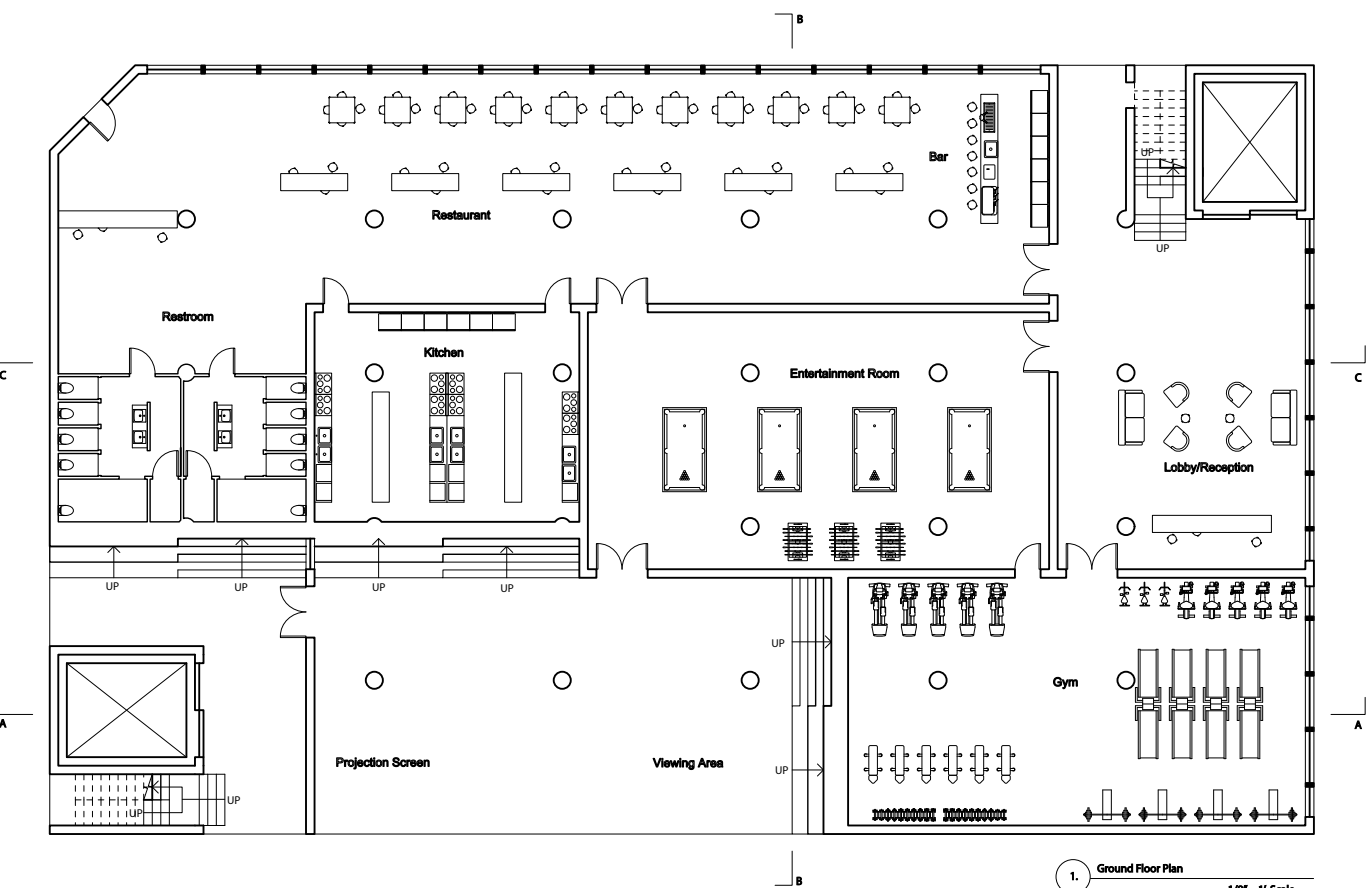 B
Bar
UP
Restaurant
UP
Restroom
Kitchen
Entertainment Room
C
C
Lobby/Reception
UP
UP
UP
UP
UP
Gym
A
A
Projection Screen
Viewing Area
UP
UP
UP
B
1.
Ground Floor Plan